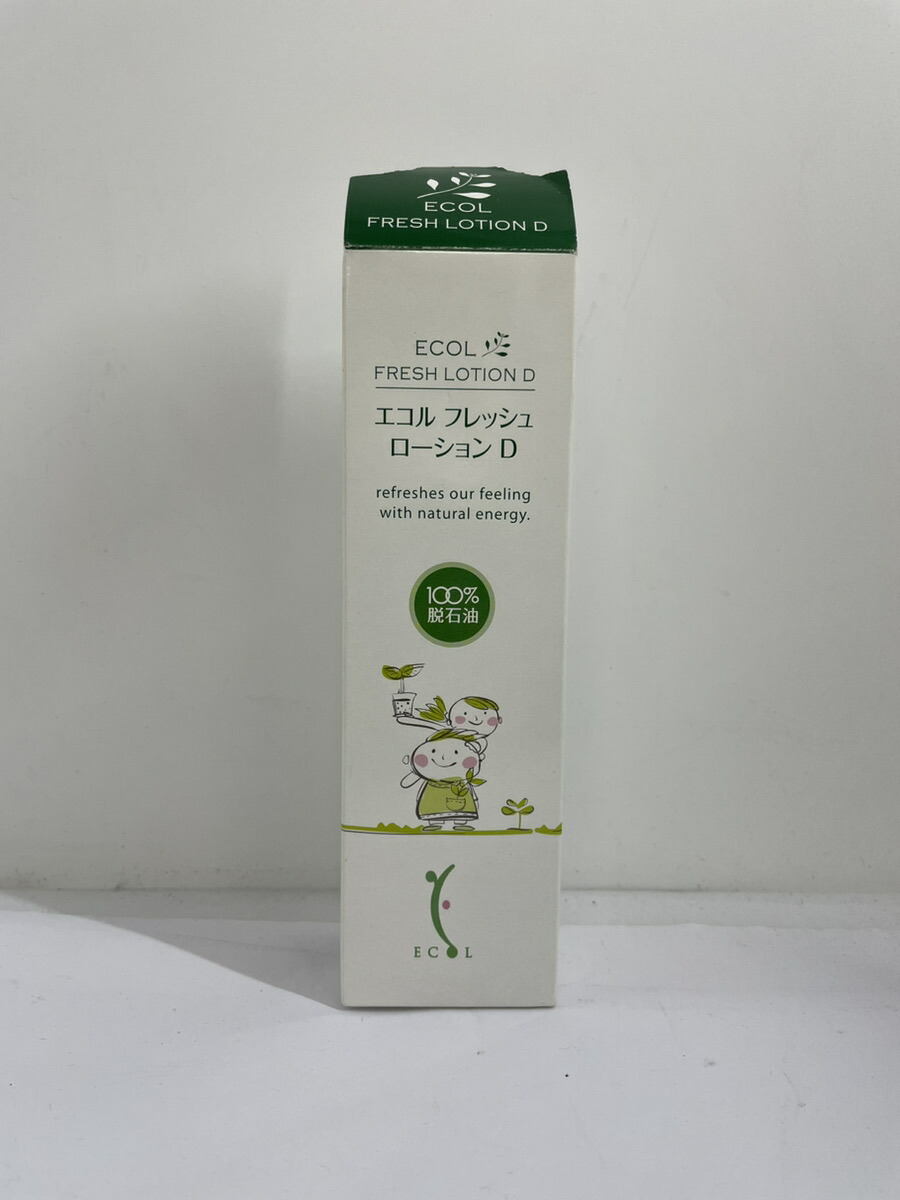 ECOL
FRESH LOTION D
ECOL
FRESH LOTION D
エコル フレッシュ
ローション D
refreshes our feeling
with natural energy.
100%
脱石油
ECOL